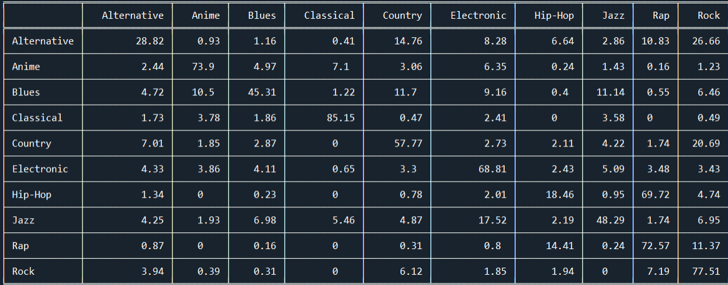 Alternative Anime Blues Classical Country Electronic Hip-Hop Jazz Rap Rock
Alternative 28.82 0.93 1.16 0.41 14.76 8.28 6.64 2.86 10.83 26.66
Anime 2.44 73.9 4.97 7.1 3.06 6.35 0.24 1.43 0.16 1.23
Blues 4.72 10.5 45.31 1.22 11.7 9.16 0.4 11.14 0.55 6.46
Classical 1.73 3.78 1.86 85.15 0.47 2.41 0 3.58 0 0.49
Country 7.01 1.85 2.87 0 57.77 2.73 2.11 4.22 1.74 20.69
Electronic 4.33 3.86 4.11 0.65 3.3 68.81 2.43 5.09 3.48 3.43
Hip-Hop 1.34 0 0.23 0 0.78 2.01 18.46 0.95 69.72 4.74
Jazz 4.25 1.93 6.98 5.46 4.87 17.52 2.19 48.29 1.74 6.95
Rap 0.87 0 0.16 0 0.31 0.8 14.41 0.24 72.57 11.37
Rock 3.94 0.39 0.31 0 6.12 1.85 1.94 0 7.19 77.51